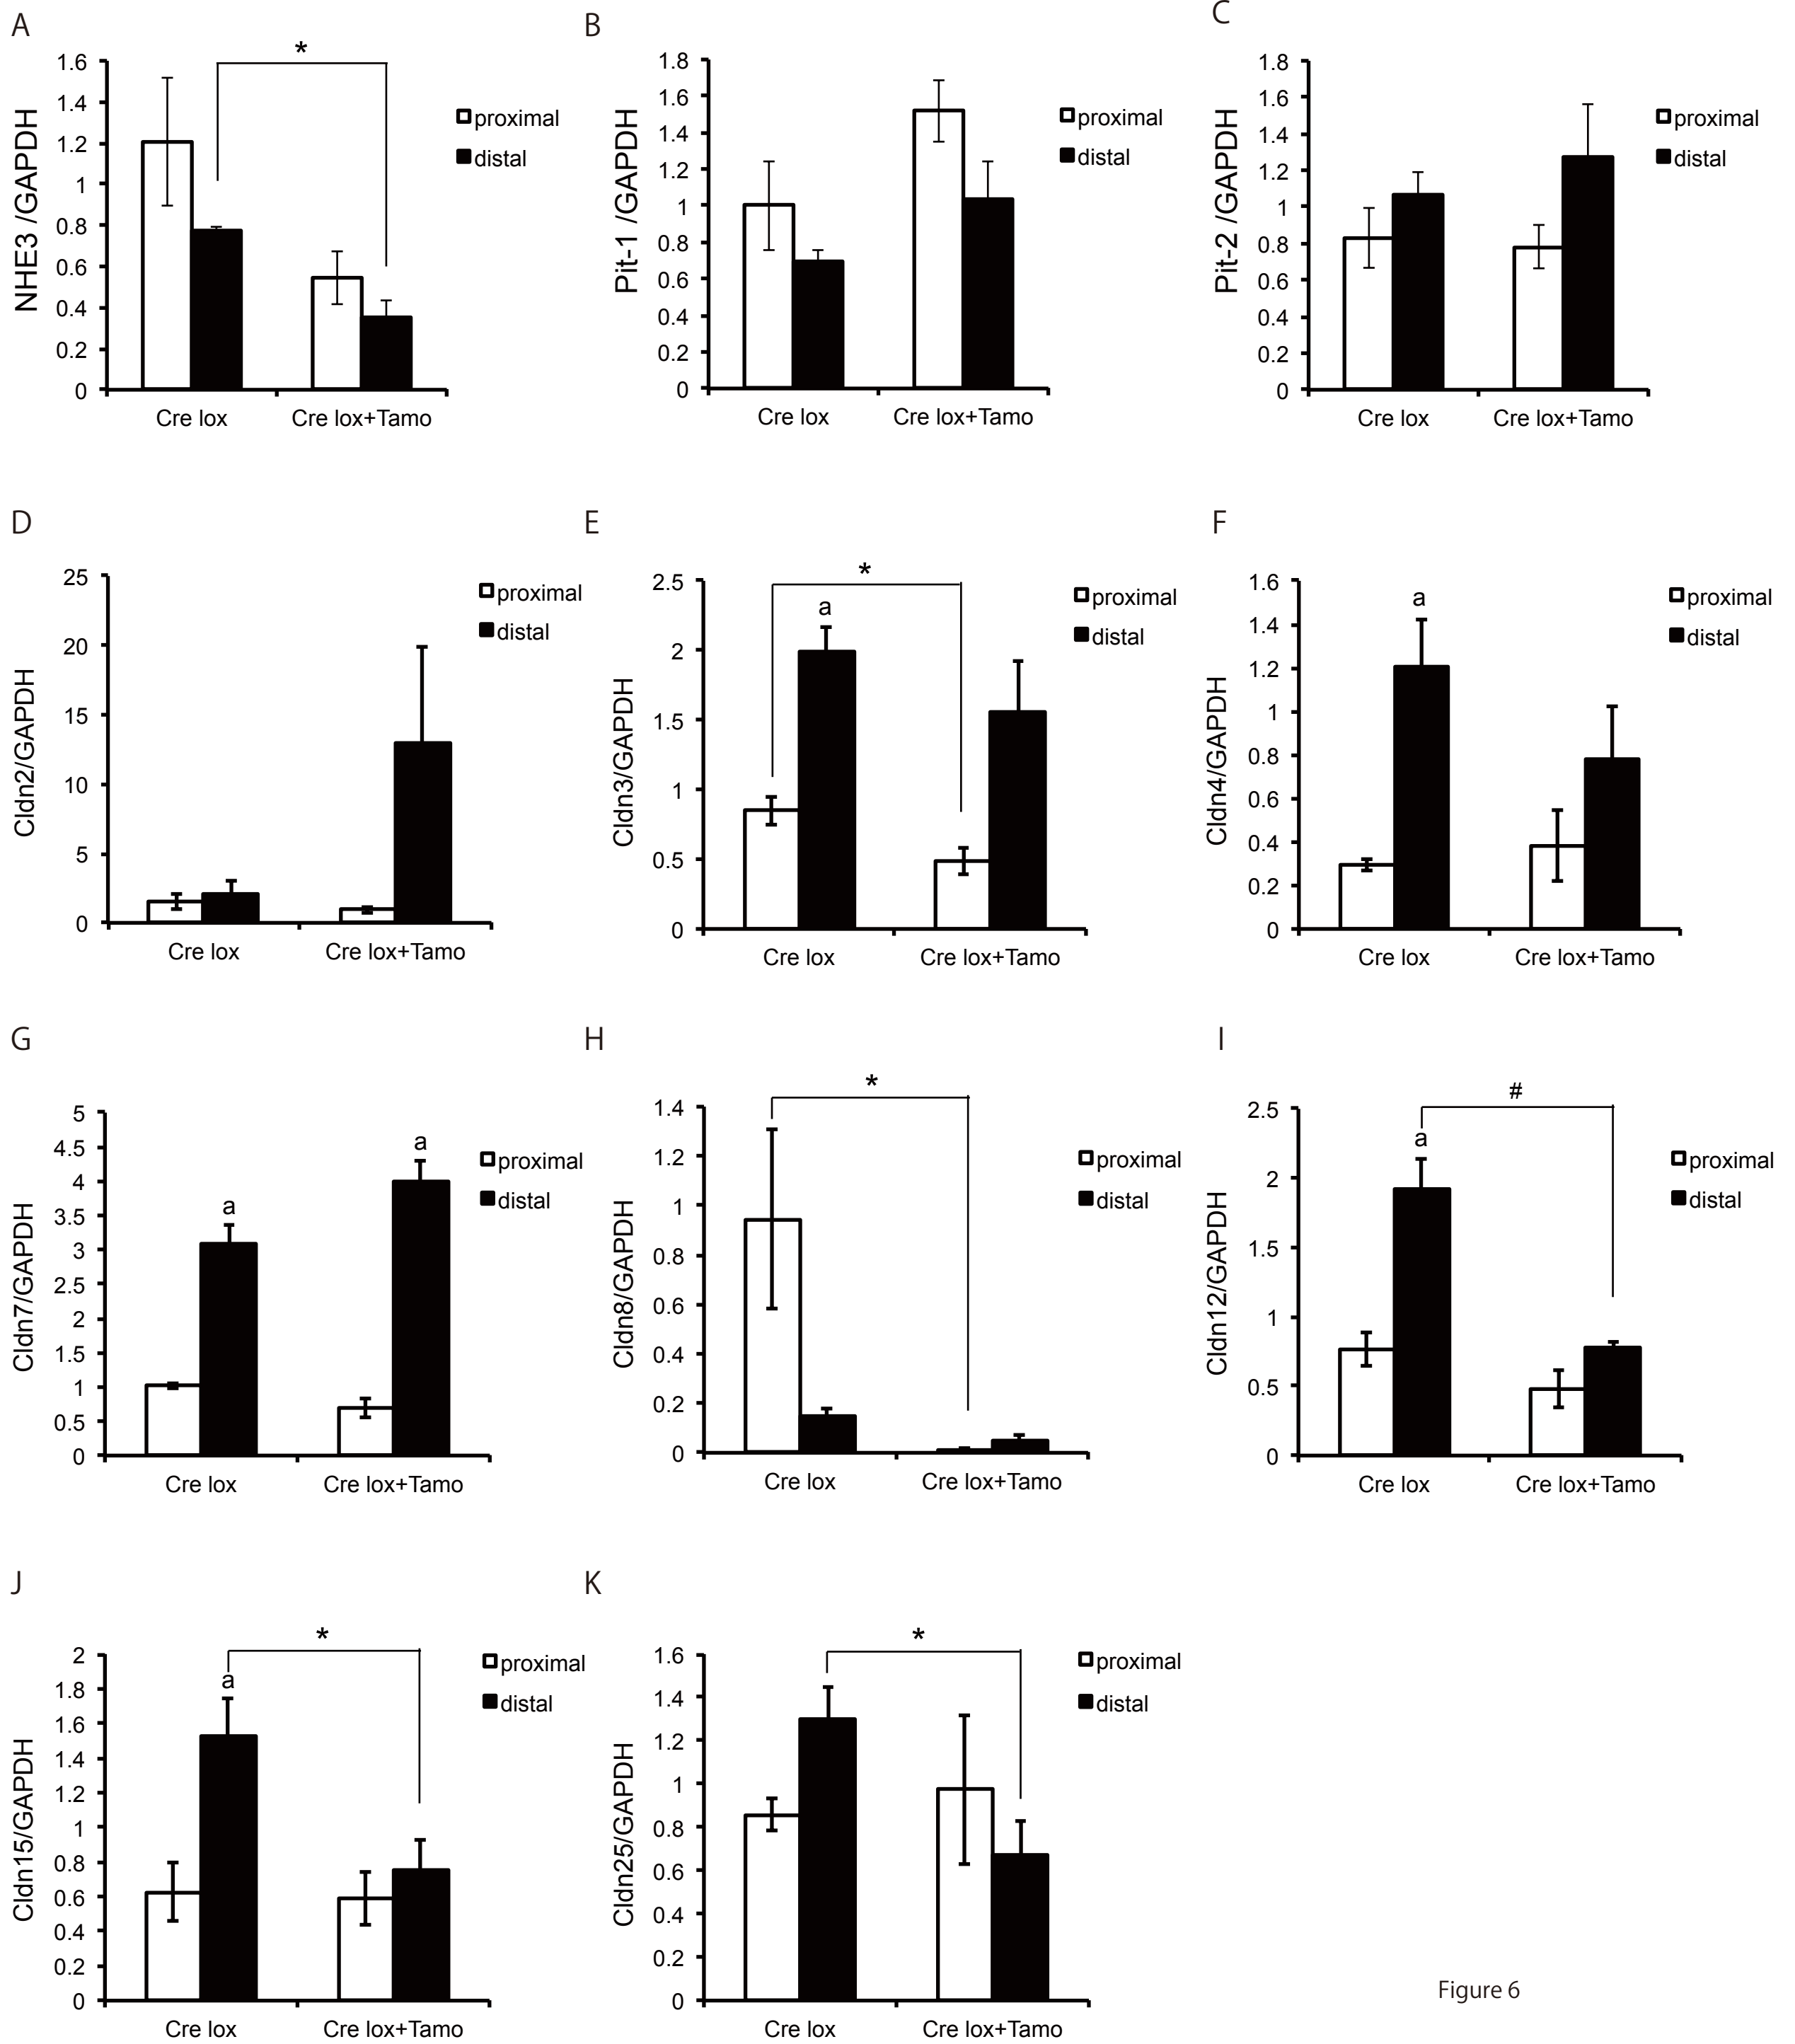 A
*
1.6
1.4
1.2
1
0.8
0.6
0.4
0.2
0
NHE3 /GAPDH
proximal
distal
Cre lox
Cre lox+Tamo
B
1.8
1.6
1.4
1.2
1
0.8
0.6
0.4
0.2
0
Pit-1 /GAPDH
proximal
distal
Cre lox
Cre lox+Tamo
C
1.8
1.6
1.4
1.2
1
0.8
0.6
0.4
0.2
0
Pit-2 /GAPDH
proximal
distal
Cre lox
Cre lox+Tamo
D
25
20
15
10
5
0
Cldn2/GAPDH
proximal
distal
Cre lox
Cre lox+Tamo
E
*
a
2.5
2
1.5
1
0.5
0
Cldn3/GAPDH
proximal
distal
Cre lox
Cre lox+Tamo
F
a
1.6
1.4
1.2
1
0.8
0.6
0.4
0.2
0
Cldn4/GAPDH
proximal
distal
Cre lox
Cre lox+Tamo
G
a
a
5
4.5
4
3.5
3
2.5
2
1.5
1
0.5
0
Cldn7/GAPDH
proximal
distal
Cre lox
Cre lox+Tamo
H
*
1.4
1.2
1
0.8
0.6
0.4
0.2
0
Cldn8/GAPDH
proximal
distal
Cre lox
Cre lox+Tamo
I
#
a
2.5
2
1.5
1
0.5
0
Cldn12/GAPDH
proximal
distal
Cre lox
Cre lox+Tamo
J
*
a
2
1.8
1.6
1.4
1.2
1
0.8
0.6
0.4
0.2
0
Cldn15/GAPDH
proximal
distal
Cre lox
Cre lox+Tamo
K
*
1.6
1.4
1.2
1
0.8
0.6
0.4
0.2
0
Cldn25/GAPDH
proximal
distal
Cre lox
Cre lox+Tamo
Figure 6